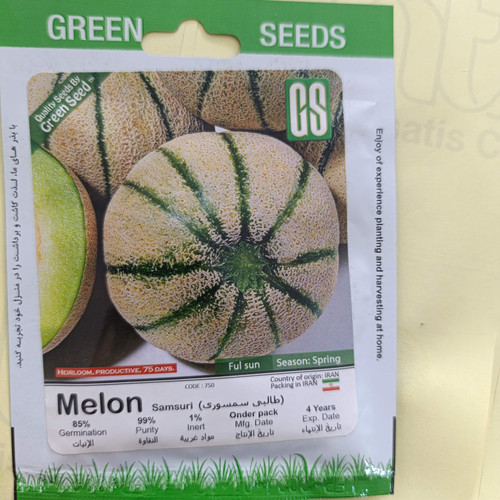 GREEN SEEDS
Quality Seeds By
Green Seed
GS
با بذر های ما، لذت کاشت و برداشت را در منزل خود تجربه کنید.
Enjoy of experience planting and harvesting at home.
HEIRLOOM, PRODUCTIVE, 75 DAYS.
Ful sun
Season: Spring
CODE : 750
Country of origin: IRAN
Packing in IRAN
Melon Samsuri (طالبی سمسوری)
85% 99% 1% Onder pack 4 Years
Germination Purity Inert Mfg. Date Exp. Date
الإنبات النقاوة مواد غريبة تاريخ الإنتاج تاريخ الإنتهاء